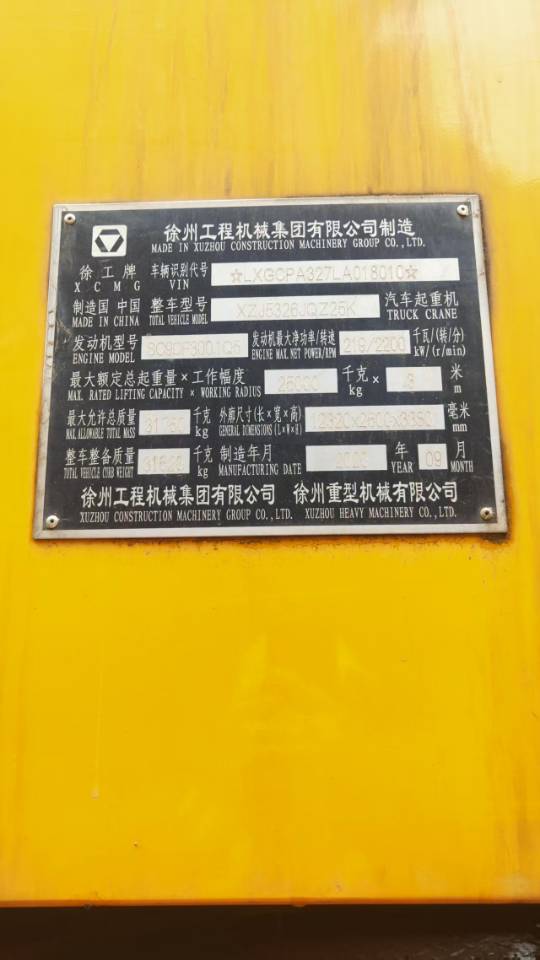 徐州工程机械集团有限公司制造
MADE IN XUZHOU CONSTRUCTION MACHINERY GROUP CO.,LTD.
徐工牌 车辆识别代号 ☆LXGCPA327LA018010☆
XCMG VIN
制造国 中国 整车型号 XZJ5326JQZ25K 汽车起重机
MADE IN CHINA TOTAL VEHICLE MODEL TRUCK CRANE
发动机型号 发动机最大净功率/转速 219/2200 千瓦/(转/分)
ENGINE MODEL ENGINE MAX. NET POWER/RPM kW/(r/min)
最大额定总起重量×工作幅度 25000 千克× 米
MAX. RATED LIFTING CAPACITY × WORKING RADIUS kg m
最大允许总质量 千克 外廓尺寸(长×宽×高) 毫米
MAX. ALLOWABLE TOTAL MASS kg GENERAL DIMENSIONS (L×W×H) mm
整车整备质量 千克 制造年月 2020 年 09 月
TOTAL VEHICLE CURB WEIGHT kg MANUFACTURING DATE YEAR MONTH
徐州工程机械集团有限公司 徐州重型机械有限公司
XUZHOU CONSTRUCTION MACHINERY GROUP CO.,LTD. XUZHOU HEAVY MACHINERY CO.,LTD.